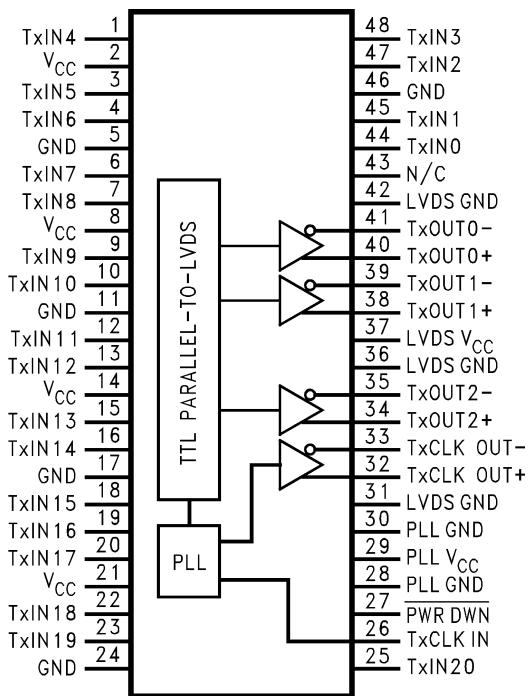 TxIN4 1
VCC 2
TxIN5 3
TxIN6 4
GND 5
TxIN7 6
TxIN8 7
VCC 8
TxIN9 9
TxIN10 10
GND 11
TxIN11 12
TxIN12 13
VCC 14
TxIN13 15
TxIN14 16
GND 17
TxIN15 18
TxIN16 19
TxIN17 20
VCC 21
TxIN18 22
TxIN19 23
GND 24
TTL PARALLEL-TO-LVDS
PLL
48 TxIN3
47 TxIN2
46 GND
45 TxIN1
44 TxIN0
43 N/C
42 LVDS GND
41 TxOUT0-
40 TxOUT0+
39 TxOUT1-
38 TxOUT1+
37 LVDS VCC
36 LVDS GND
35 TxOUT2-
34 TxOUT2+
33 TxCLK OUT-
32 TxCLK OUT+
31 LVDS GND
30 PLL GND
29 PLL VCC
28 PLL GND
27 PWR DWN
26 TxCLK IN
25 TxIN20